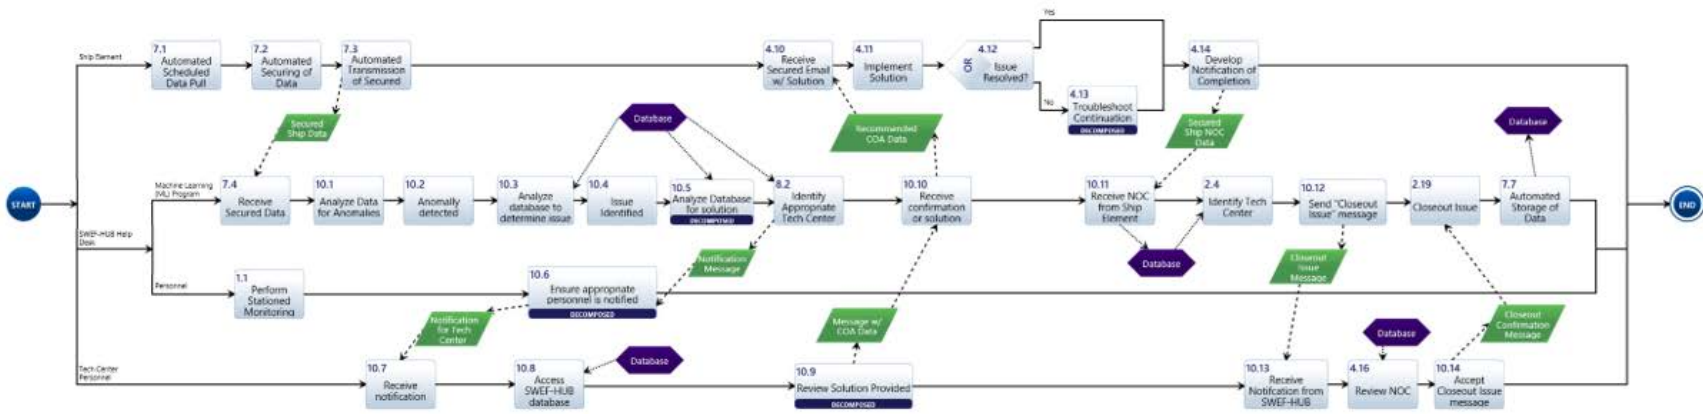 Yes
Ship Element
7.1
Automated
Scheduled
Data Pull
7.2
Automated
Securing of
Data
7.3
Automated
Transmission
of Secured
4.10
Receive
Secured Email
w/ Solution
4.11
Implement
Solution
4.12
OR
Issue
Resolved?
4.14
Develop
Notification of
Completion
No
4.13
Troubleshoot
Continuation
DECOMPOSED
Secured
Ship Data
Database
Recommended
COA Data
Secured
Ship NOC
Data
Database
START
Machine Learning
(ML) Program
7.4
Receive
Secured Data
10.1
Analyze Data
for Anomalies
10.2
Anomally
detected
10.3
Analyze
database to
determine issue
10.4
Issue
Identified
10.5
Analyze Database
for solution
DECOMPOSED
8.2
Identify
Appropriate
Tech Center
10.10
Receive
confirmation
or solution
10.11
Receive NOC
from Ship
Element
2.4
Identify Tech
Center
10.12
Send "Closeout
Issue" message
2.19
Closeout Issue
7.7
Automated
Storage of
Data
END
SWEF-HUB Help
Desk
Notification
Message
Database
Closeout
Issue
Message
Personnel
1.1
Perform
Stationed
Monitoring
10.6
Ensure appropriate
personnel is notified
DECOMPOSED
Notification
for Tech
Center
Message w/
COA Data
Closeout
Confirmation
Message
Database
Database
Tech Center
Personnel
10.7
Receive
notification
10.8
Access
SWEF-HUB
database
10.9
Review Solution Provided
DECOMPOSED
10.13
Receive
Notification from
SWEF-HUB
4.16
Review NOC
10.14
Accept
Closeout Issue
message